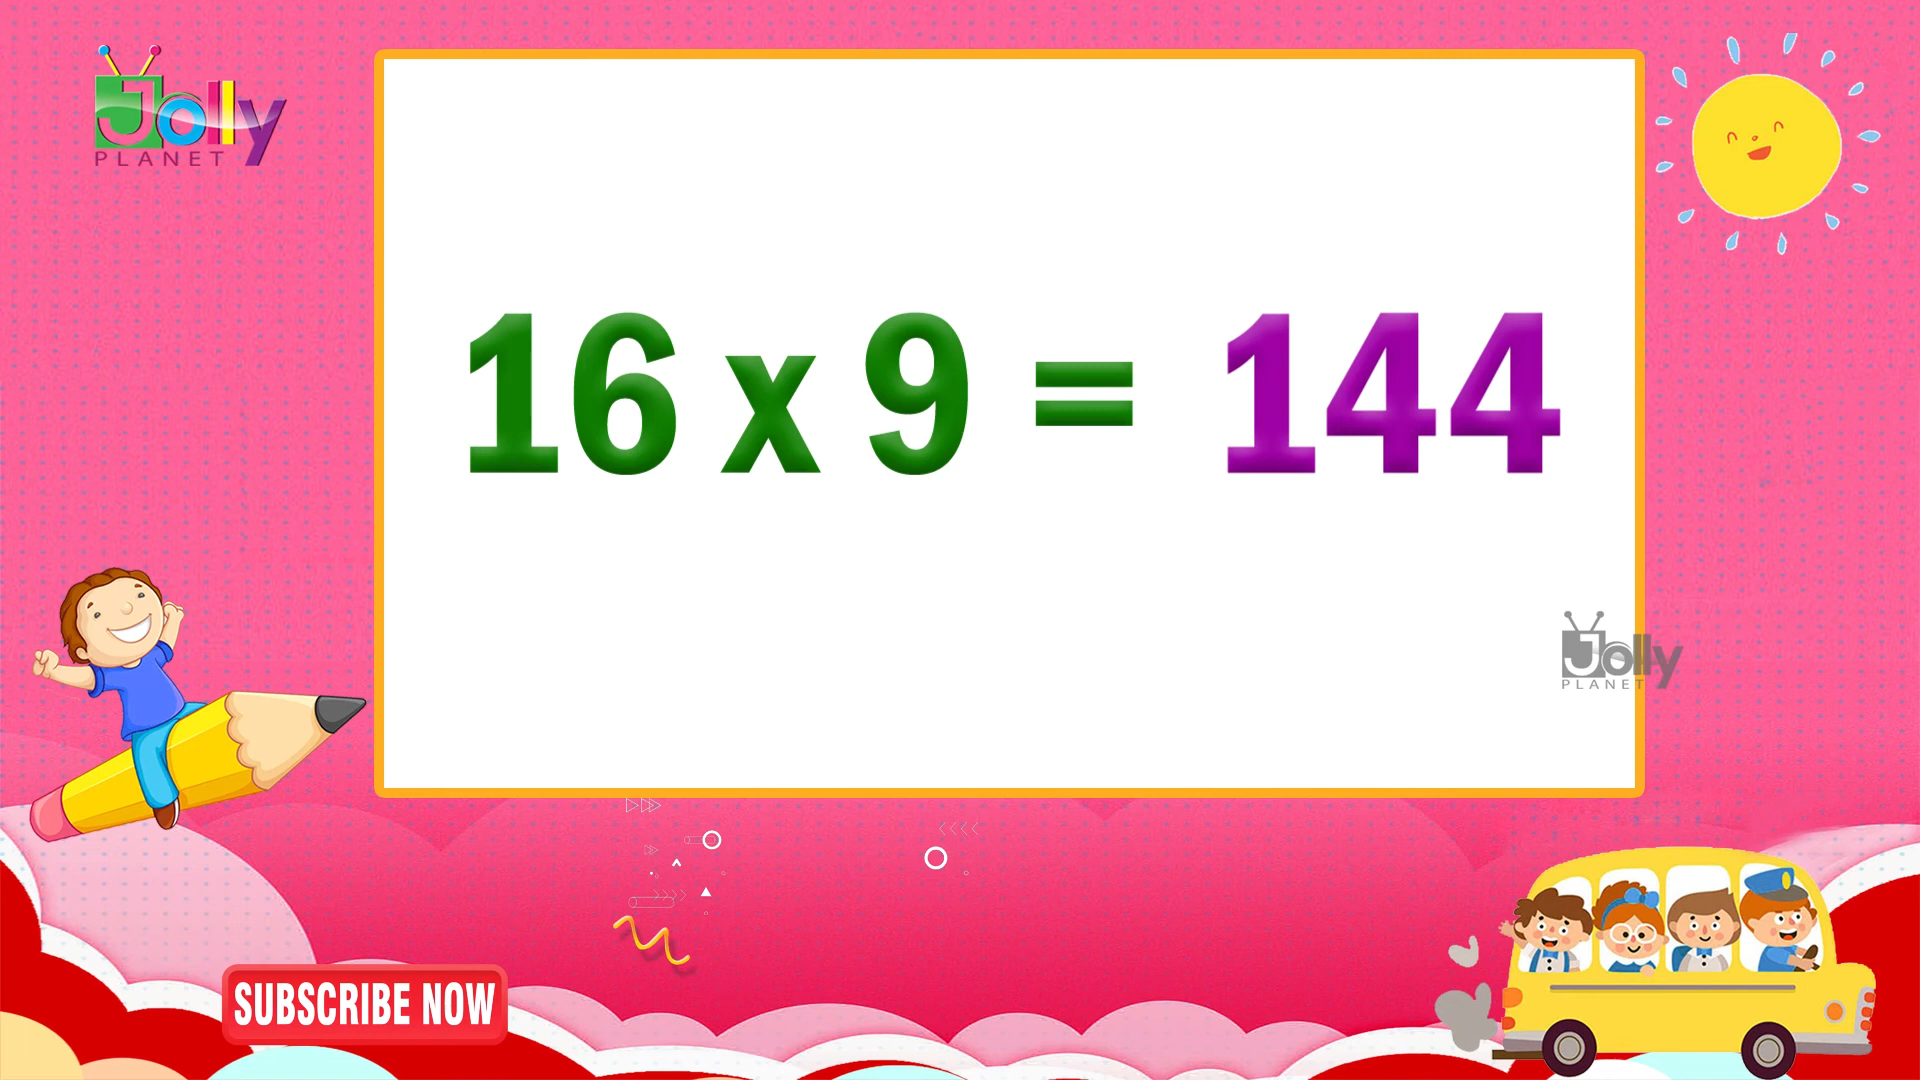 Jolly
PLANET
16 x 9 = 144
Jolly
PLANET
SUBSCRIBE NOW